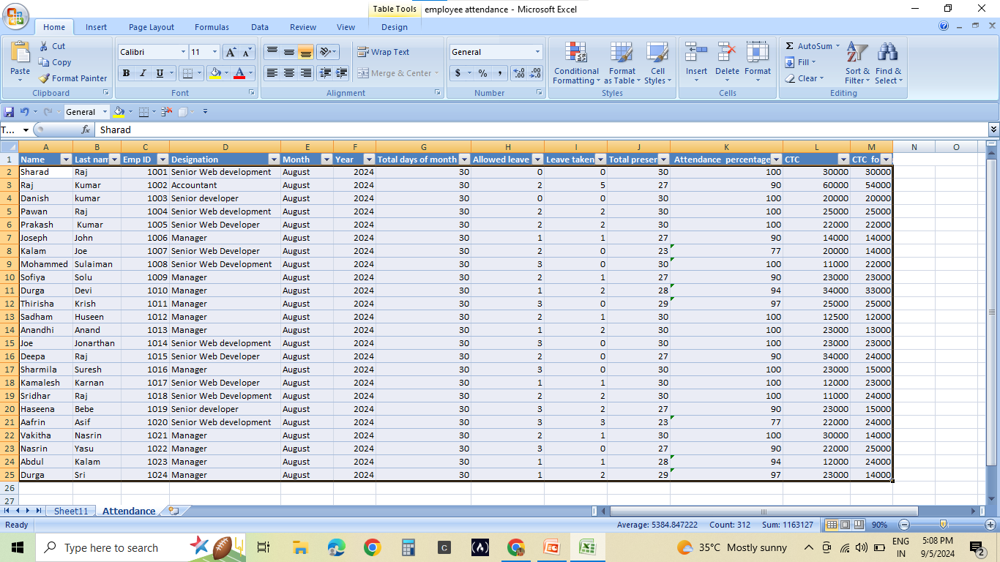 Table Tools employee attendance - Microsoft Excel
Home Insert Page Layout Formulas Data Review View Design
Paste Cut Copy Format Painter Clipboard
Calibri 11 A A B I U A Font
Wrap Text Merge & Center Alignment
General $ % , Number
Conditional Formatting Format as Table Cell Styles Styles
Insert Delete Format Cells
Σ AutoSum Fill Clear Sort & Filter Find & Select Editing
General
T... fx Sharad
A B C D E F G H I J K L M N O
1 Name Last nam Emp ID Designation Month Year Total days of month Allowed leave Leave taken Total presen Attendance percentage CTC CTC fo
2 Sharad Raj 1001 Senior Web development August 2024 30 0 0 30 100 30000 30000
3 Raj Kumar 1002 Accountant August 2024 30 2 5 27 90 60000 54000
4 Danish kumar 1003 Senior developer August 2024 30 0 0 30 100 20000 20000
5 Pawan Raj 1004 Senior Web development August 2024 30 2 2 30 100 25000 25000
6 Prakash Kumar 1005 Senior Web Developer August 2024 30 2 2 30 100 22000 22000
7 Joseph John 1006 Manager August 2024 30 1 1 27 90 14000 14000
8 Kalam Joe 1007 Senior Web Developer August 2024 30 2 0 23 77 20000 14000
9 Mohammed Sulaiman 1008 Senior Web Development August 2024 30 3 0 30 100 11000 22000
10 Sofiya Solu 1009 Manager August 2024 30 2 1 27 90 23000 23000
11 Durga Devi 1010 Manager August 2024 30 1 2 28 94 34000 33000
12 Thirisha Krish 1011 Manager August 2024 30 3 0 29 97 25000 25000
13 Sadham Huseen 1012 Manager August 2024 30 2 1 30 100 12500 12000
14 Anandhi Anand 1013 Manager August 2024 30 1 2 30 100 23000 13000
15 Joe Jonarthan 1014 Senior Web development August 2024 30 3 0 30 100 23000 23000
16 Deepa Raj 1015 Senior Web Developer August 2024 30 2 0 27 90 34000 24000
17 Sharmila Suresh 1016 Manager August 2024 30 3 0 30 100 23000 15000
18 Kamalesh Karnan 1017 Senior Web Developer August 2024 30 1 1 30 100 12000 23000
19 Sridhar Raj 1018 Senior Web Development August 2024 30 2 2 30 100 11000 24000
20 Haseena Bebe 1019 Senior developer August 2024 30 3 2 27 90 23000 15000
21 Aafrin Asif 1020 Senior Web development August 2024 30 3 3 23 77 22000 24000
22 Vakitha Nasrin 1021 Manager August 2024 30 2 1 30 100 30000 14000
23 Nasrin Yasu 1022 Manager August 2024 30 3 0 27 90 22000 25000
24 Abdul Kalam 1023 Manager August 2024 30 1 1 28 94 12000 24000
25 Durga Sri 1024 Manager August 2024 30 1 2 29 97 23000 14000
26
27
Sheet11 Attendance
Ready Average: 5384.847222 Count: 312 Sum: 1163127 90%
Type here to search 35°C Mostly sunny ENG IN 5:08 PM 9/5/2024 2